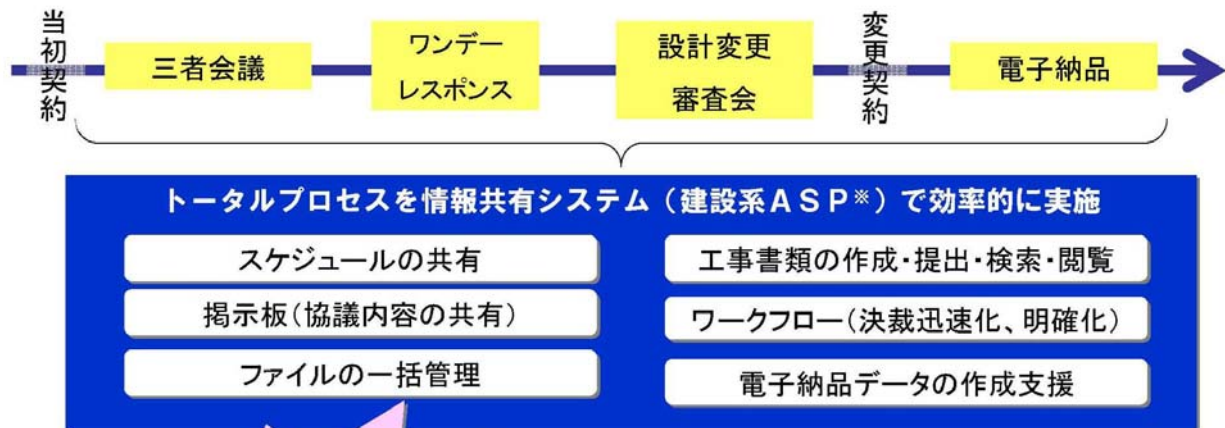 当初契約
三者会議
ワンデー
レスポンス
設計変更
審査会
変更契約
電子納品
トータルプロセスを情報共有システム（建設系ＡＳＰ※）で効率的に実施
スケジュールの共有
工事書類の作成・提出・検索・閲覧
掲示板（協議内容の共有）
ワークフロー（決裁迅速化、明確化）
ファイルの一括管理
電子納品データの作成支援